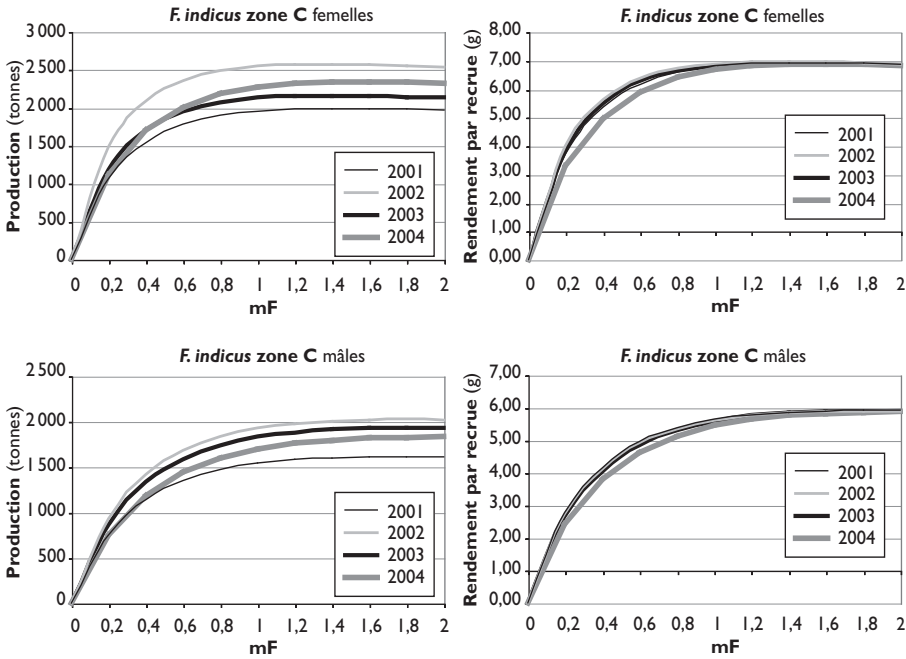 F. indicus zone C femelles
Production (tonnes)
3 000
2 500
2 000
1 500
1 000
500
0
0 0,2 0,4 0,6 0,8 1 1,2 1,4 1,6 1,8 2
mF
2001
2002
2003
2004
F. indicus zone C femelles
Rendement par recrue (g)
8,00
7,00
6,00
5,00
4,00
3,00
2,00
1,00
0,00
0 0,2 0,4 0,6 0,8 1 1,2 1,4 1,6 1,8 2
mF
2001
2002
2003
2004
F. indicus zone C mâles
Production (tonnes)
2 500
2 000
1 500
1 000
500
0
0 0,2 0,4 0,6 0,8 1 1,2 1,4 1,6 1,8 2
mF
2001
2002
2003
2004
F. indicus zone C mâles
Rendement par recrue (g)
7,00
6,00
5,00
4,00
3,00
2,00
1,00
0,00
0 0,2 0,4 0,6 0,8 1 1,2 1,4 1,6 1,8 2
mF
2001
2002
2003
2004